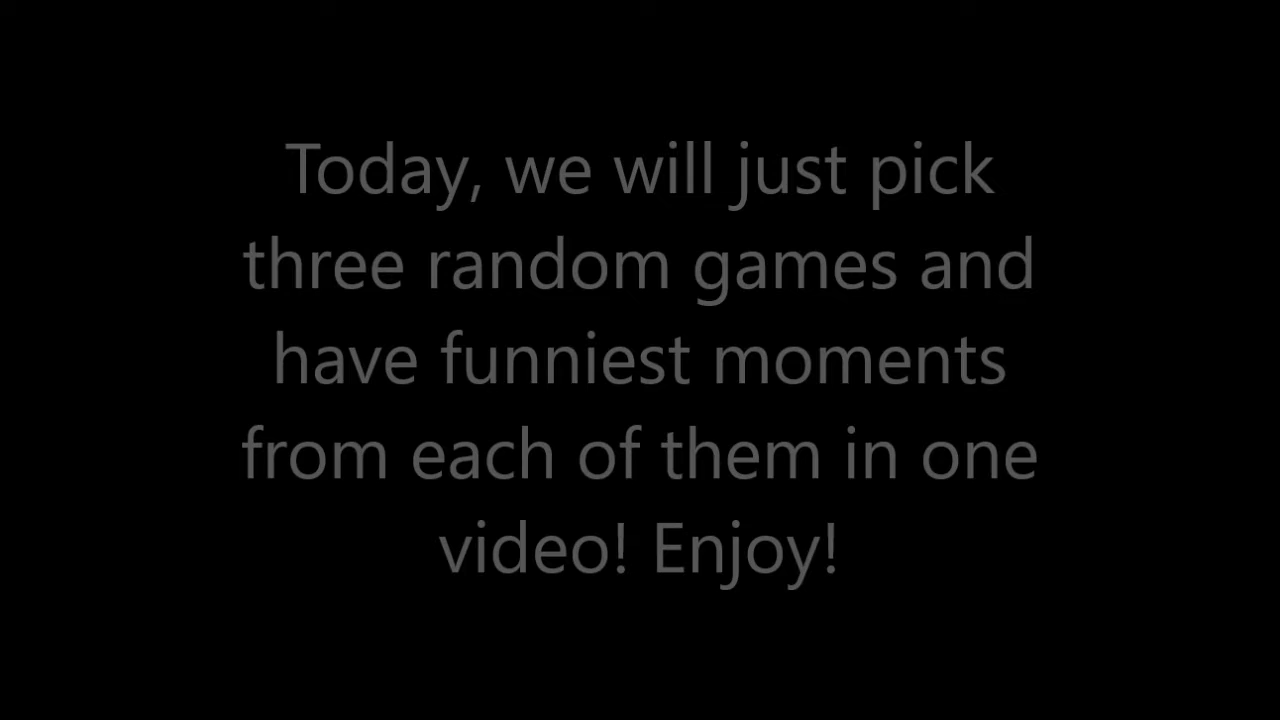 Today, we will just pick
three random games and
have funniest moments
from each of them in one
video! Enjoy!